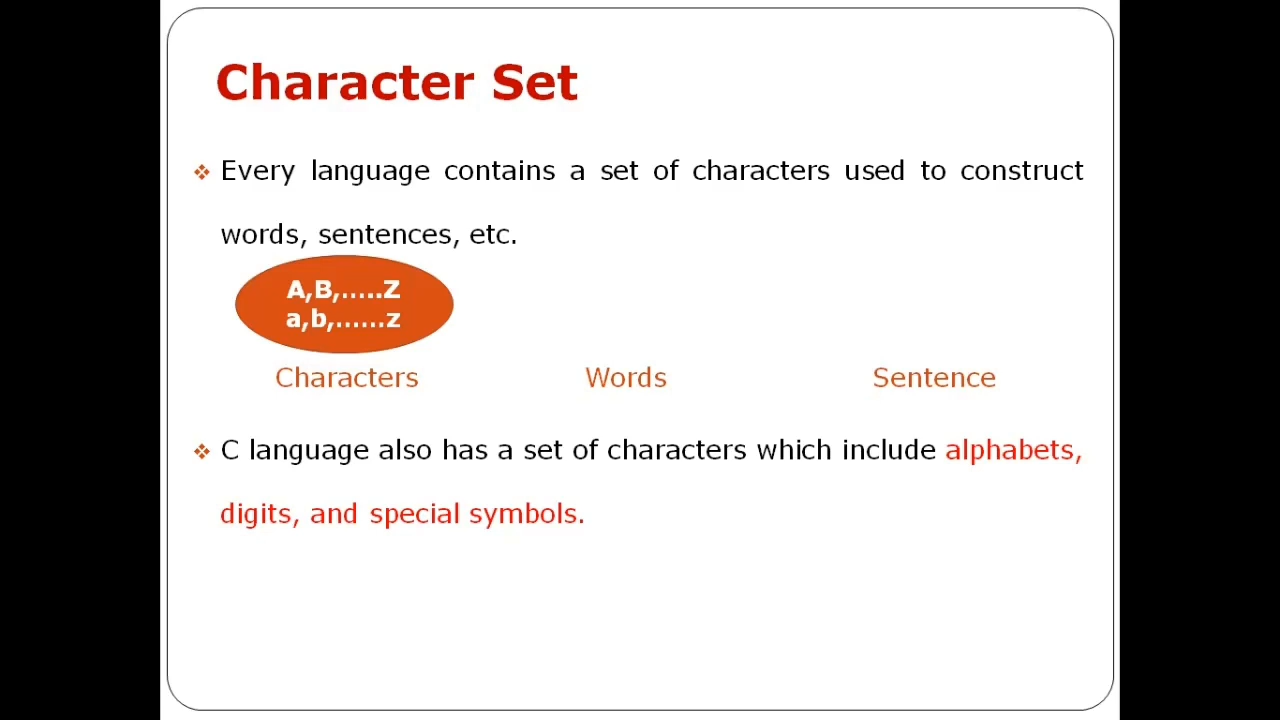 Character Set
Every language contains a set of characters used to construct
words, sentences, etc.
A,B,.....Z
a,b,......z
Characters Words Sentence
C language also has a set of characters which include alphabets,
digits, and special symbols.